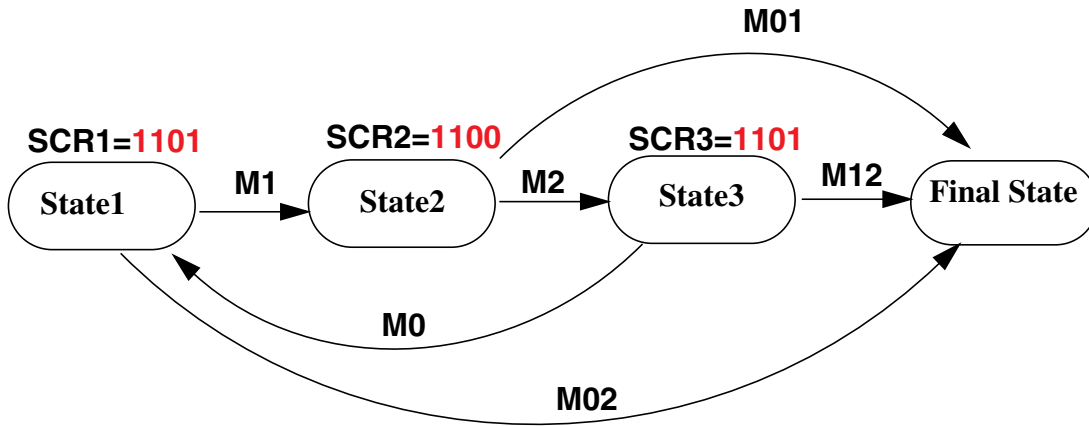 M01
SCR1=1101
SCR2=1100
SCR3=1101
State1
M1
State2
M2
State3
M12
Final State
M0
M02